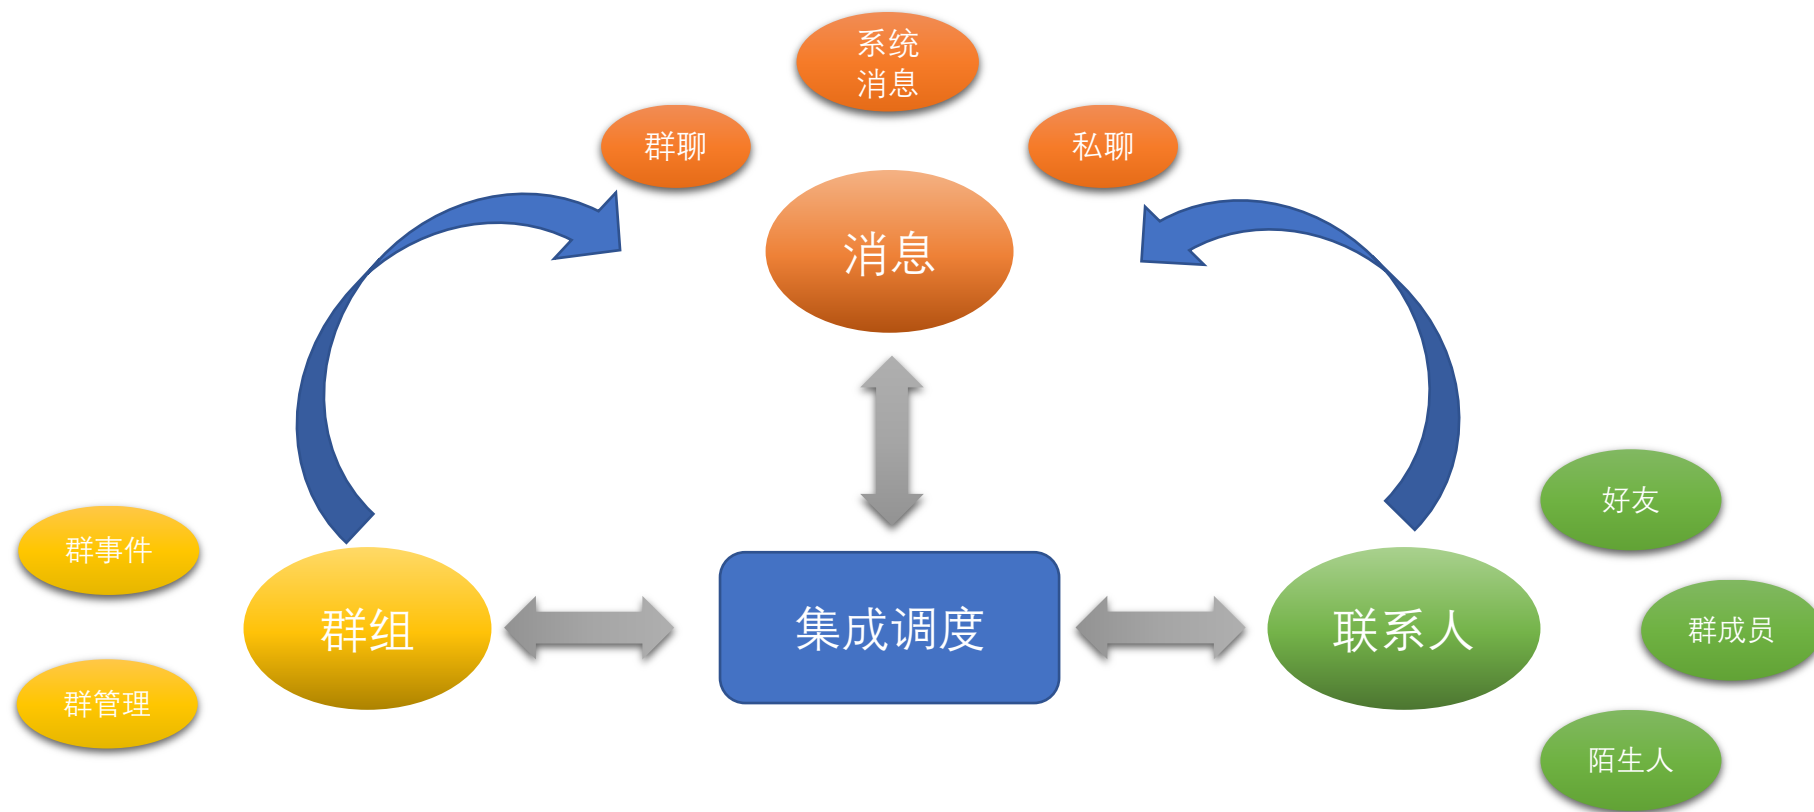 系统
消息
群聊
私聊
消息
好友
群事件
群组
集成调度
联系人
群成员
群管理
陌生人